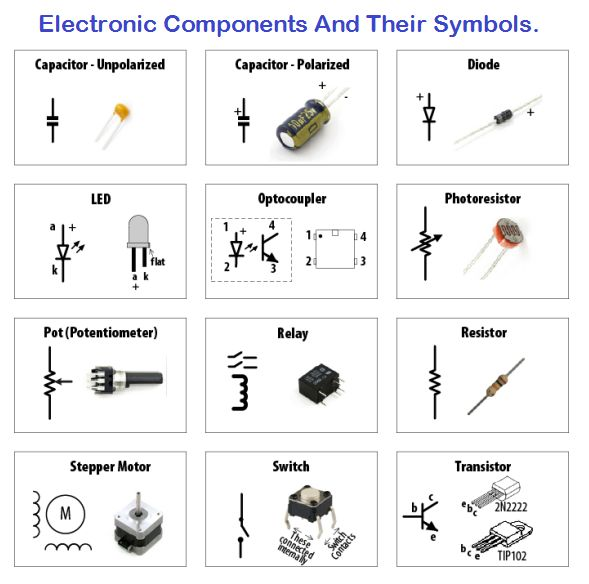 Electronic Components And Their Symbols.
Capacitor - Unpolarized
Capacitor - Polarized
+
+
-
10µF25V
Diode
+
+
LED
a +
k
flat
a k
+
Optocoupler
1 + 4
2 3
1 4
2 3
Photoresistor
Pot (Potentiometer)
Relay
Resistor
Stepper Motor
M
Switch
These
connected
internally
Switch
Contacts
Transistor
c
b
e
e b c 2N2222
b c e TIP102